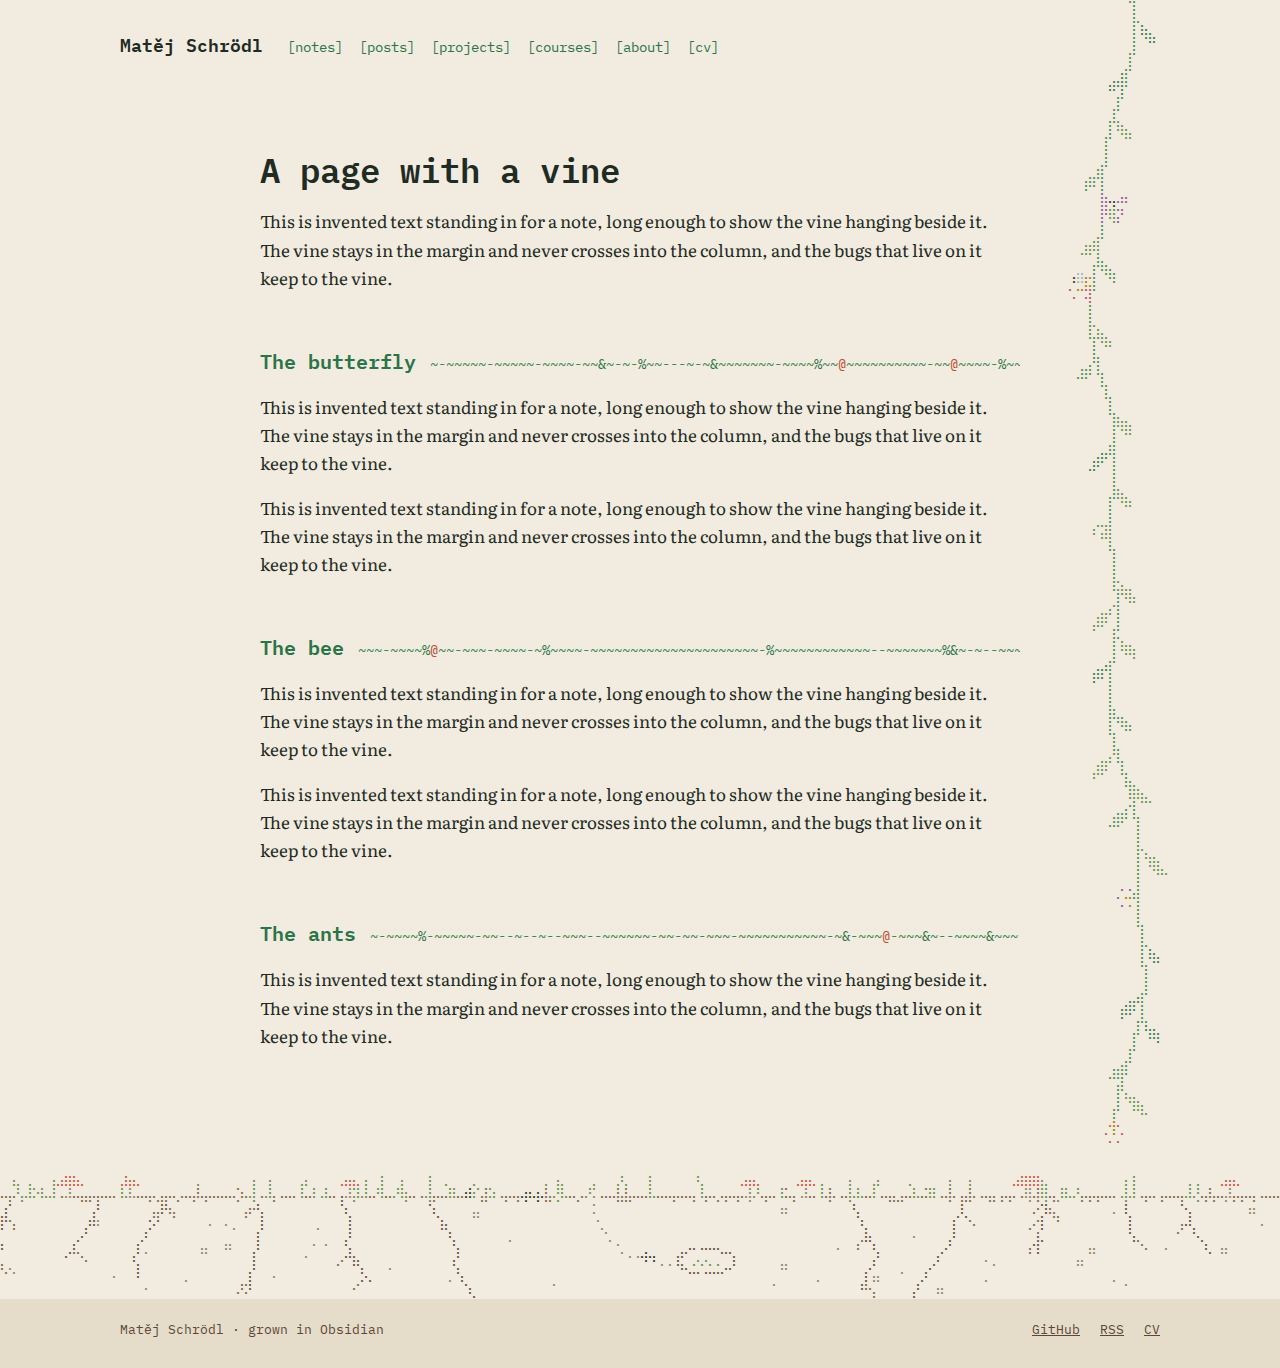 Matěj Schrödl [notes] [posts] [projects] [courses] [about] [cv]
A page with a vine
This is invented text standing in for a note, long enough to show the vine hanging beside it.
The vine stays in the margin and never crosses into the column, and the bugs that live on it
keep to the vine.
The butterfly
This is invented text standing in for a note, long enough to show the vine hanging beside it.
The vine stays in the margin and never crosses into the column, and the bugs that live on it
keep to the vine.
This is invented text standing in for a note, long enough to show the vine hanging beside it.
The vine stays in the margin and never crosses into the column, and the bugs that live on it
keep to the vine.
The bee
This is invented text standing in for a note, long enough to show the vine hanging beside it.
The vine stays in the margin and never crosses into the column, and the bugs that live on it
keep to the vine.
This is invented text standing in for a note, long enough to show the vine hanging beside it.
The vine stays in the margin and never crosses into the column, and the bugs that live on it
keep to the vine.
The ants
This is invented text standing in for a note, long enough to show the vine hanging beside it.
The vine stays in the margin and never crosses into the column, and the bugs that live on it
keep to the vine.
Matěj Schrödl · grown in Obsidian GitHub RSS CV